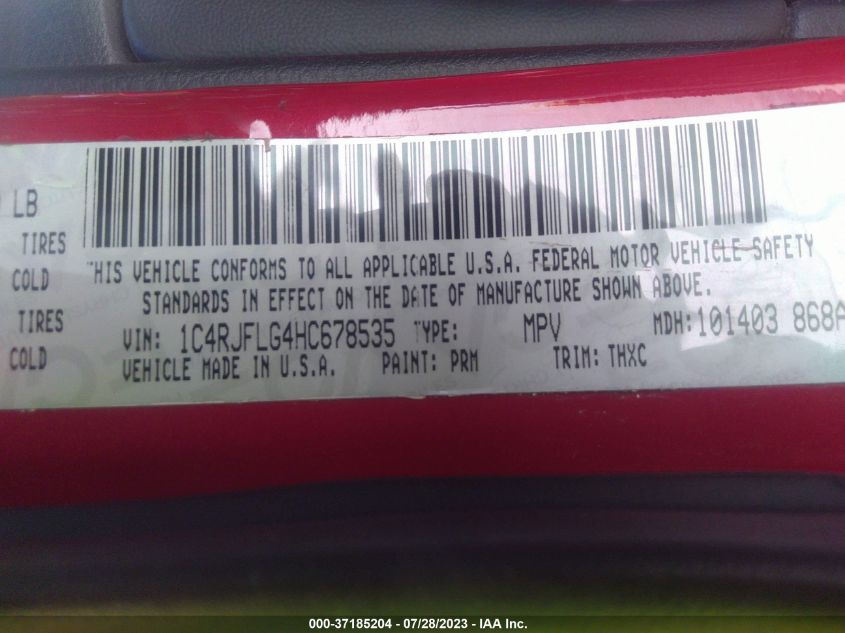 LB
TIRES
COLD
TIRES
COLD
HIS VEHICLE CONFORMS TO ALL APPLICABLE U.S.A. FEDERAL MOTOR VEHICLE SAFETY
STANDARDS IN EFFECT ON THE DATE OF MANUFACTURE SHOWN ABOVE.
VIN: 1C4RJFLG4HC678535 TYPE: MPV MDH:101403 868A
VEHICLE MADE IN U.S.A. PAINT: PRM TRIM: THXC
000-37185204 - 07/28/2023 - IAA Inc.